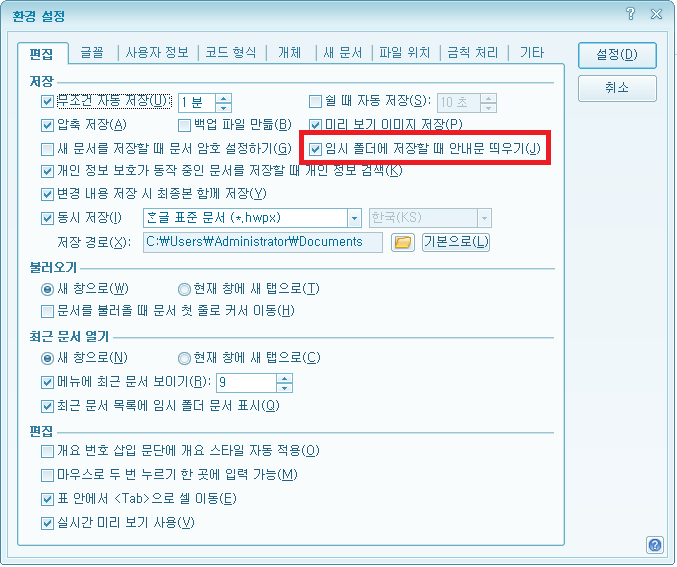 환경 설정
편집 글꼴 사용자 정보 코드 형식 개체 새 문서 파일 위치 금칙 처리 기타
설정(D)
취소
저장
무조건 자동 저장(U) 1 분 쉴 때 자동 저장(S): 10 초
압축 저장(A) 백업 파일 만듦(B) 미리 보기 이미지 저장(P)
새 문서를 저장할 때 문서 암호 설정하기(G) 임시 폴더에 저장할 때 안내문 띄우기(J)
개인 정보 보호가 동작 중인 문서를 저장할 때 개인 정보 검색(K)
변경 내용 저장 시 최종본 함께 저장(Y)
동시 저장(I) 한글 표준 문서 (*.hwpx) 한국(KS)
저장 경로(X): C:₩Users₩Administrator₩Documents 기본으로(L)
불러오기
새 창으로(W) 현재 창에 새 탭으로(T)
문서를 불러올 때 문서 첫 줄로 커서 이동(H)
최근 문서 열기
새 창으로(N) 현재 창에 새 탭으로(C)
메뉴에 최근 문서 보이기(R): 9
최근 문서 목록에 임시 폴더 문서 표시(Q)
편집
개요 번호 삽입 문단에 개요 스타일 자동 적용(O)
마우스로 두 번 누르기 한 곳에 입력 가능(M)
표 안에서 <Tab>으로 셀 이동(E)
실시간 미리 보기 사용(V)